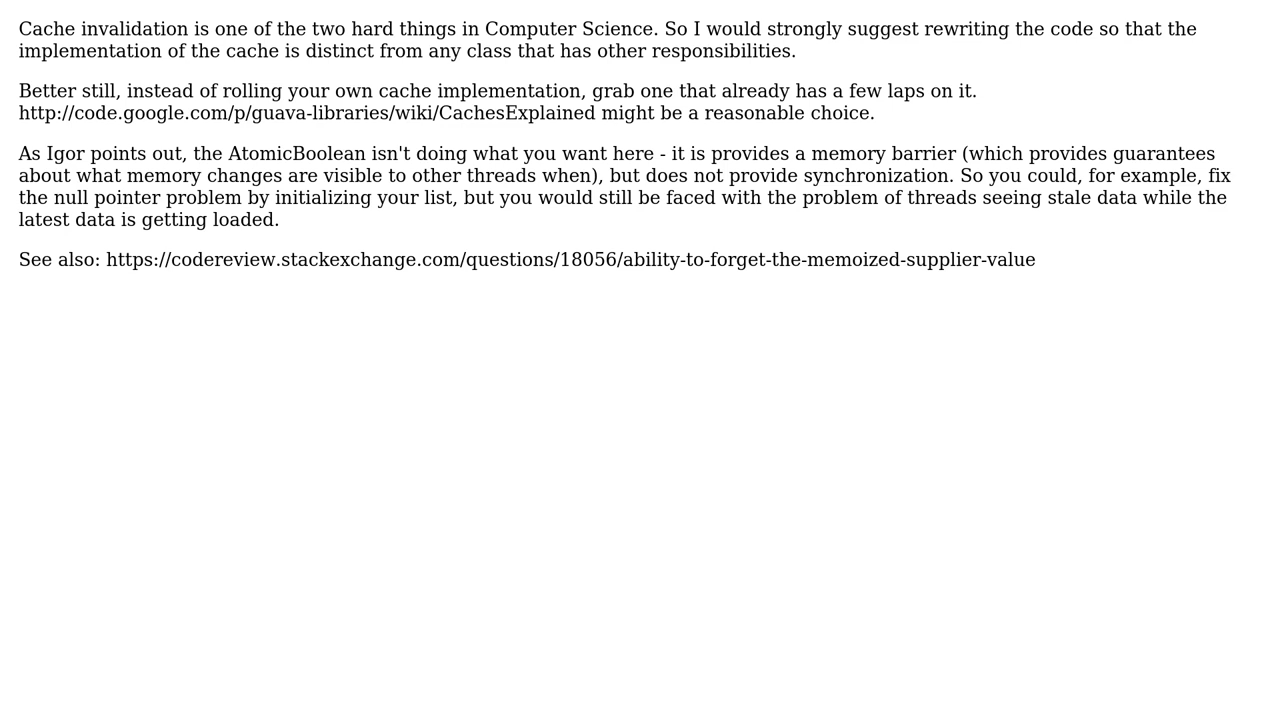 Cache invalidation is one of the two hard things in Computer Science. So I would strongly suggest rewriting the code so that the
implementation of the cache is distinct from any class that has other responsibilities.
Better still, instead of rolling your own cache implementation, grab one that already has a few laps on it.
http://code.google.com/p/guava-libraries/wiki/CachesExplained might be a reasonable choice.
As Igor points out, the AtomicBoolean isn't doing what you want here - it is provides a memory barrier (which provides guarantees
about what memory changes are visible to other threads when), but does not provide synchronization. So you could, for example, fix
the null pointer problem by initializing your list, but you would still be faced with the problem of threads seeing stale data while the
latest data is getting loaded.
See also: https://codereview.stackexchange.com/questions/18056/ability-to-forget-the-memoized-supplier-value